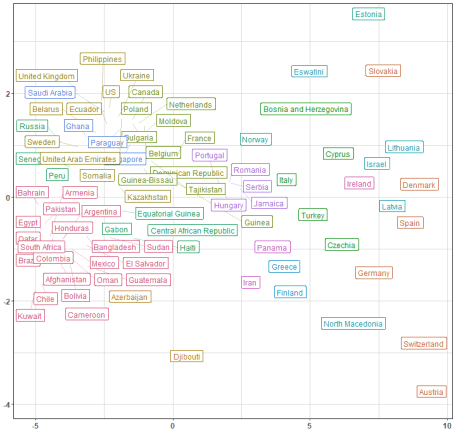 Estonia
Philippines
United Kingdom
Ukraine
Eswatini
Slovakia
Saudi Arabia
US
Canada
2
Belarus
Ecuador
Poland
Netherlands
Bosnia and Herzegovina
Russia
Ghana
Moldova
Sweden
Paraguay
Bulgaria
France
Norway
Lithuania
Seneg
United Arab Emirates
apore
Belgium
Portugal
Cyprus
Israel
Peru
Somalia
Dominican Republic
Guinea-Bissau
Romania
Italy
Ireland
Denmark
0
Bahrain
Armenia
Kazakhstan
Tajikistan
Serbia
Pakistan
Argentina
Equatorial Guinea
Hungary
Jamaica
Turkey
Latvia
Egypt
Honduras
Gabon
Central African Republic
Guinea
Spain
Qatar
South Africa
Bangladesh
Sudan
Haiti
Panama
Czechia
Braz
Colombia
Mexico
El Salvador
Greece
Germany
Afghanistan
Oman
Guatemala
Iran
Chile
Bolivia
Azerbaijan
Finland
-2
Kuwait
Cameroon
North Macedonia
Djibouti
Switzerland
Austria
-4
-5
0
5
10